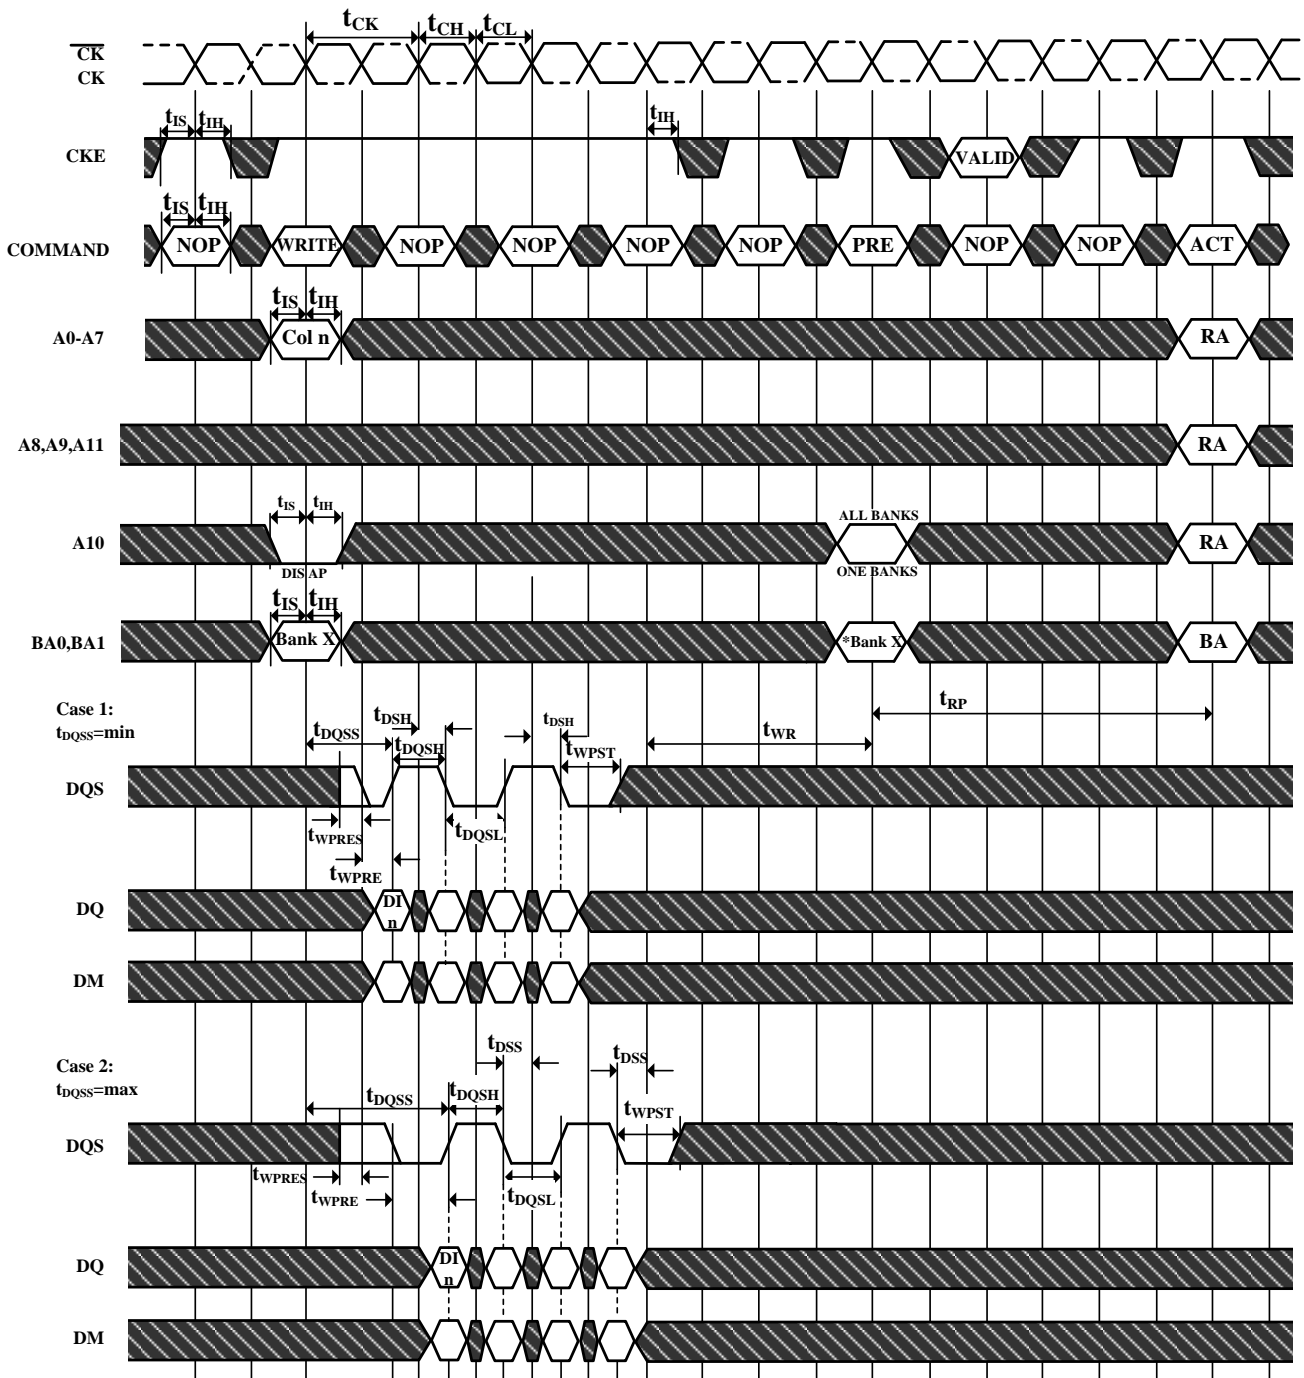 tCK tCH tCL
CK
CK
tIS tIH tIH
CKE VALID
tIS tIH
COMMAND NOP WRITE NOP NOP NOP NOP PRE NOP NOP ACT
tIS tIH
A0-A7 Col n RA
A8,A9,A11 RA
tIS tIH ALL BANKS
A10 RA
DIS AP ONE BANKS
tIS tIH
BA0,BA1 Bank X *Bank X BA
Case 1:
tDQSS=min
tDQSS tDSH tDSH tWR tRP
tDQSH tWPST
DQS
tWPRES tDQSL
tWPRE
DQ DI
n
DM
Case 2:
tDQSS=max
tDSS tDSS
tDQSS tDQSH tWPST
DQS
tWPRES tWPRE tDQSL
DQ DI
n
DM